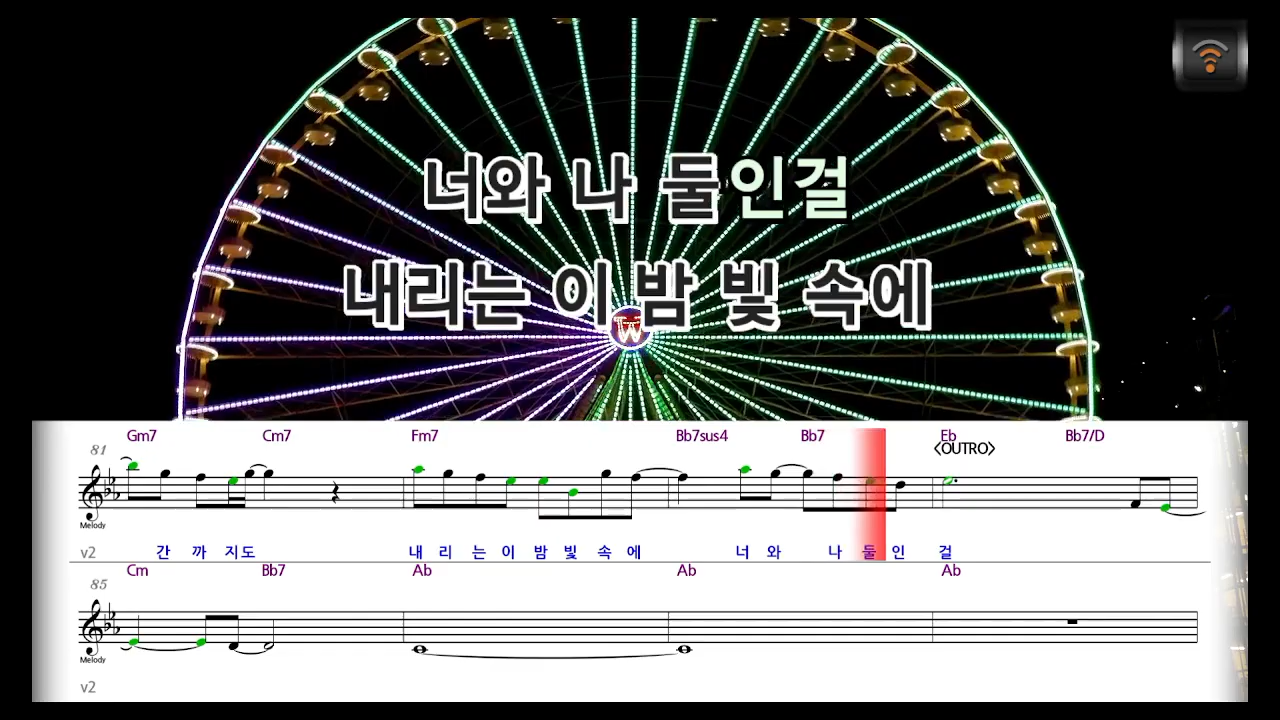 너와 나 둘인걸
내리는 이 밤 빛 속에
W
Gm7 Cm7 Fm7 Bb7sus4 Bb7 Eb Bb7/D
<OUTRO>
81
Melody
v2 간 까 지 도 내 리 는 이 밤 빛 속 에 너 와 나 둘 인 걸
Cm Bb7 Ab Ab Ab
85
Melody
v2